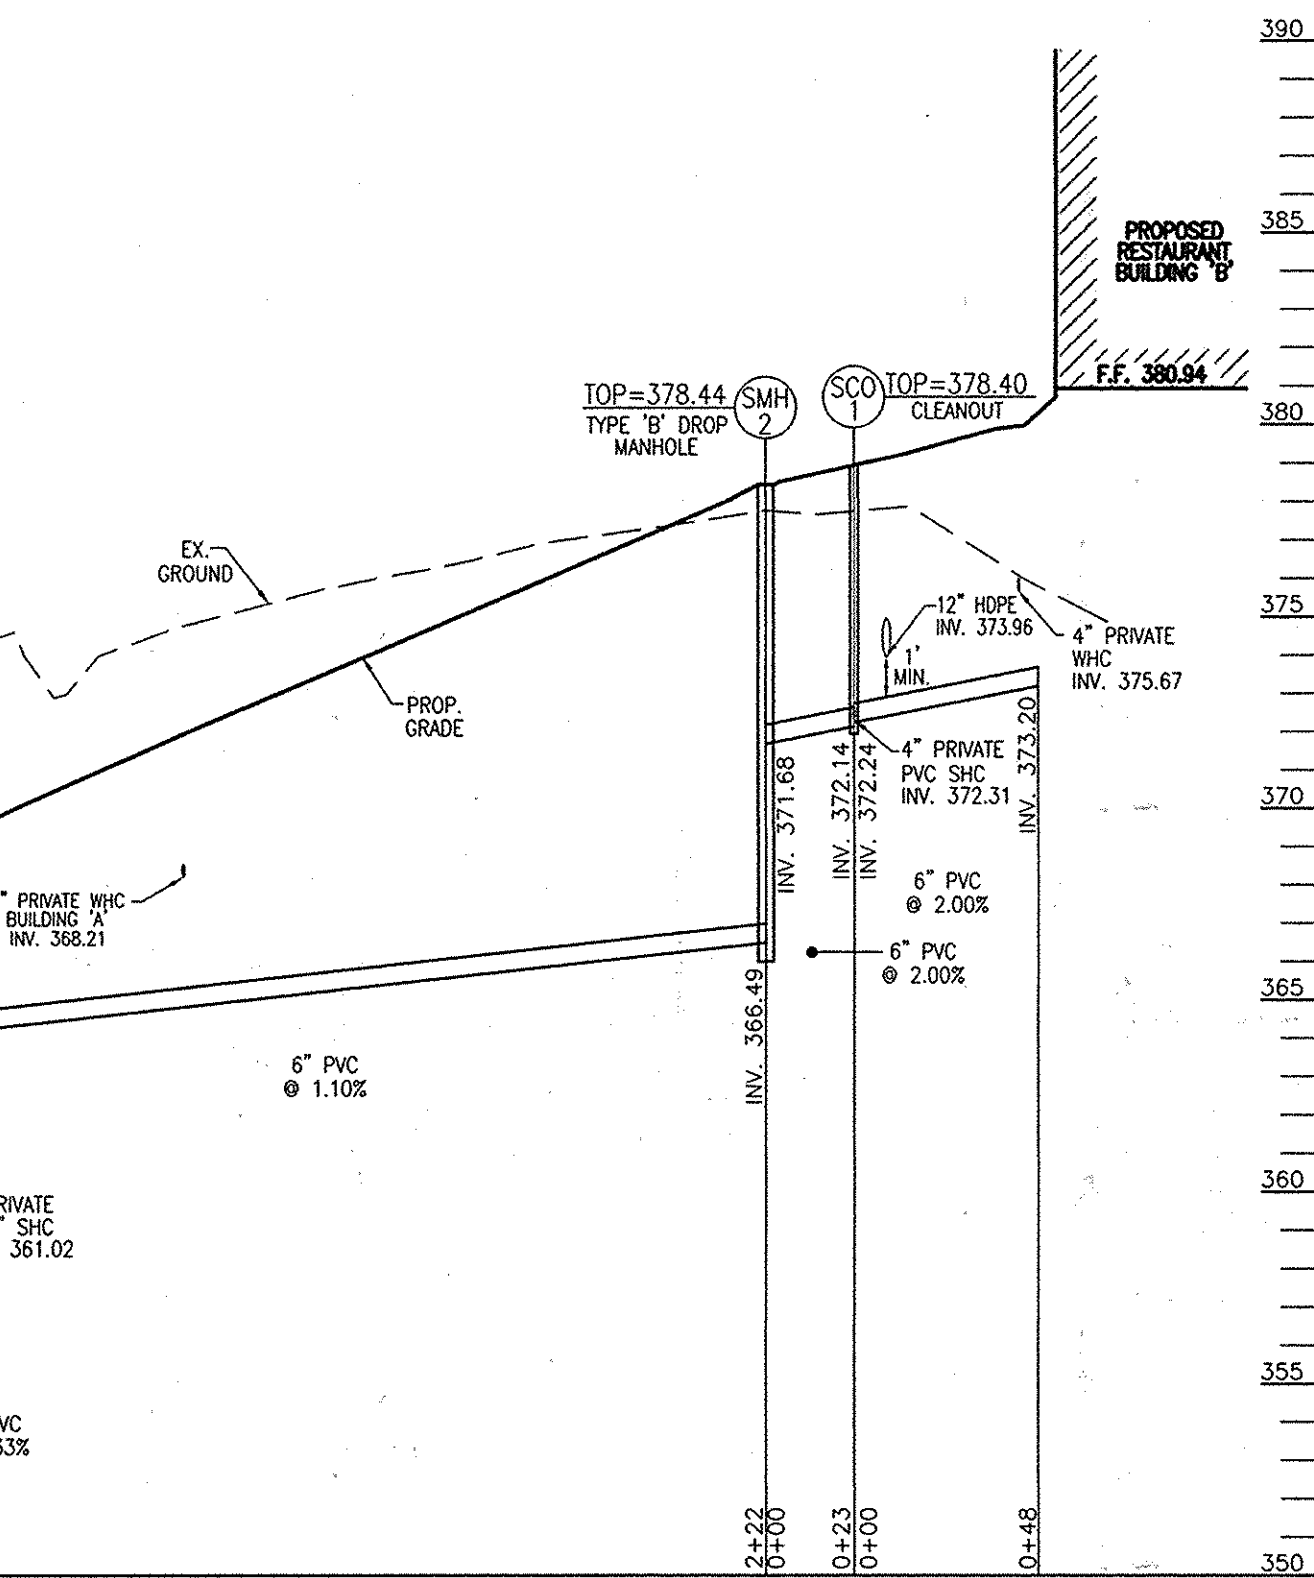 390
385
PROPOSED
RESTAURANT
BUILDING 'B'
F.F. 380.94
TOP=378.44
TYPE 'B' DROP
MANHOLE
SMH
2
SCO
1
TOP=378.40
CLEANOUT
380
EX.
GROUND
12" HDPE
INV. 373.96
375
4" PRIVATE
WHC
INV. 375.67
1'
MIN.
PROP.
GRADE
INV. 371.68
INV. 372.14
INV. 372.24
4" PRIVATE
PVC SHC
INV. 372.31
INV. 373.20
370
" PRIVATE WHC
BUILDING 'A'
INV. 368.21
6" PVC
@ 2.00%
6" PVC
@ 2.00%
INV. 366.49
365
6" PVC
@ 1.10%
360
RIVATE
" SHC
361.02
355
VC
63%
2+22
0+00
0+23
0+00
0+48
350